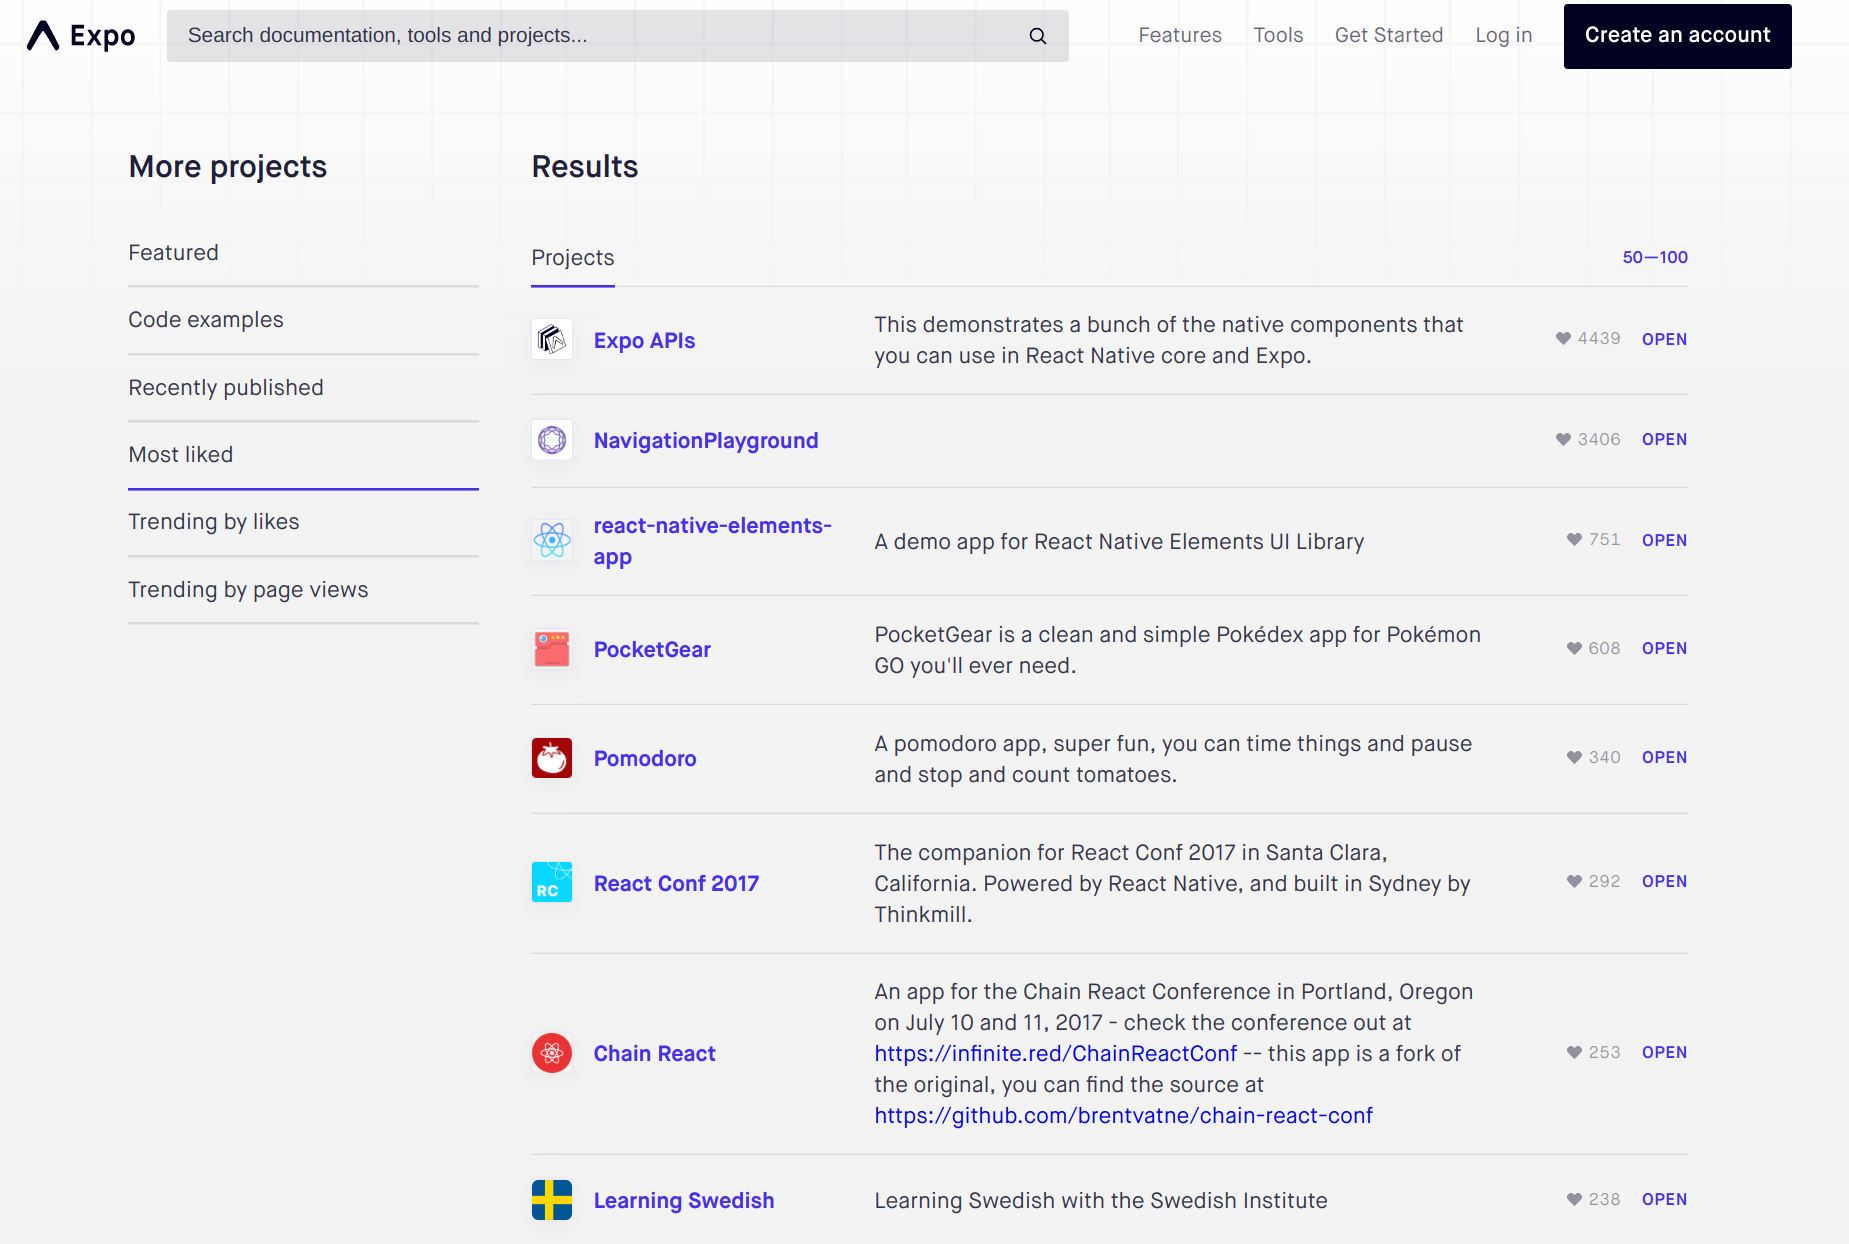 Expo
Search documentation, tools and projects...
Features
Tools
Get Started
Log in
Create an account
More projects
Featured
Code examples
Recently published
Most liked
Trending by likes
Trending by page views
Results
Projects
50—100
Expo APIs
This demonstrates a bunch of the native components that
you can use in React Native core and Expo.
4439
OPEN
NavigationPlayground
3406
OPEN
react-native-elements-
app
A demo app for React Native Elements UI Library
751
OPEN
PocketGear
PocketGear is a clean and simple Pokédex app for Pokémon
GO you'll ever need.
608
OPEN
Pomodoro
A pomodoro app, super fun, you can time things and pause
and stop and count tomatoes.
340
OPEN
RC
React Conf 2017
The companion for React Conf 2017 in Santa Clara,
California. Powered by React Native, and built in Sydney by
Thinkmill.
292
OPEN
Chain React
An app for the Chain React Conference in Portland, Oregon
on July 10 and 11, 2017 - check the conference out at
https://infinite.red/ChainReactConf -- this app is a fork of
the original, you can find the source at
https://github.com/brentvatne/chain-react-conf
253
OPEN
Learning Swedish
Learning Swedish with the Swedish Institute
238
OPEN